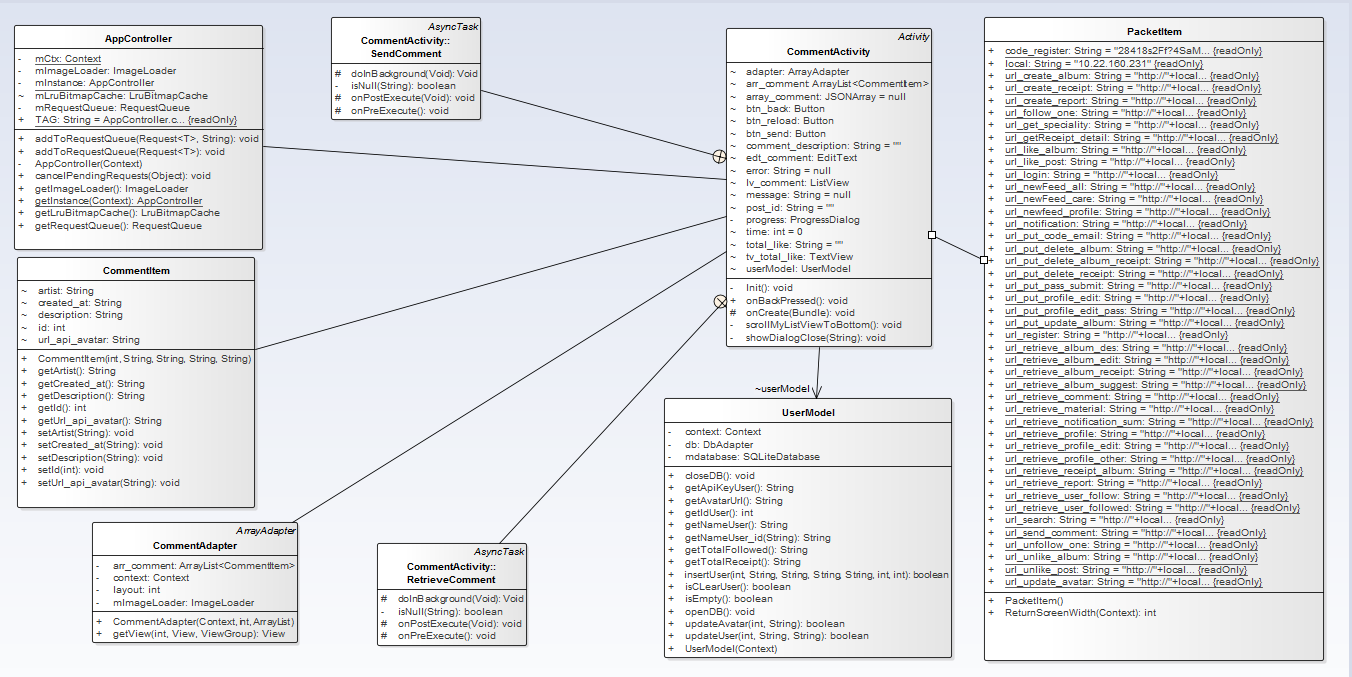 AppController
- mCtx: Context
- mImageLoader: ImageLoader
- mInstance: AppController
~ mLruBitmapCache: LruBitmapCache
- mRequestQueue: RequestQueue
+ TAG: String = AppController.c... {readOnly}
+ addToRequestQueue(Request<T>, String): void
+ addToRequestQueue(Request<T>): void
- AppController(Context)
+ cancelPendingRequests(Object): void
+ getImageLoader(): ImageLoader
+ getInstance(Context): AppController
+ getLruBitmapCache(): LruBitmapCache
+ getRequestQueue(): RequestQueue
AsyncTask
CommentActivity::
SendComment
# doInBackground(Void): Void
- isNull(String): boolean
# onPostExecute(Void): void
# onPreExecute(): void
Activity
CommentActivity
~ adapter: ArrayAdapter
~ arr_comment: ArrayList<CommentItem>
~ array_comment: JSONArray = null
~ btn_back: Button
~ btn_reload: Button
~ btn_send: Button
~ comment_description: String = ""
~ edt_comment: EditText
~ error: String = null
~ lv_comment: ListView
~ message: String = null
~ post_id: String = ""
- progress: ProgressDialog
~ time: int = 0
~ total_like: String = ""
~ tv_total_like: TextView
~ userModel: UserModel
- Init(): void
+ onBackPressed(): void
# onCreate(Bundle): void
- scrollMyListViewToBottom(): void
- showDialogClose(String): void
PacketItem
+ code_register: String = "28418s2Ff?4SaM... {readOnly}
+ local: String = "10.22.160.231" {readOnly}
+ url_create_album: String = "http://"+local... {readOnly}
+ url_create_receipt: String = "http://"+local... {readOnly}
+ url_create_report: String = "http://"+local... {readOnly}
+ url_follow_one: String = "http://"+local... {readOnly}
+ url_get_speciality: String = "http://"+local... {readOnly}
+ url_getReceipt_detail: String = "http://"+local... {readOnly}
+ url_like_album: String = "http://"+local... {readOnly}
+ url_like_post: String = "http://"+local... {readOnly}
+ url_login: String = "http://"+local... {readOnly}
+ url_newFeed_all: String = "http://"+local... {readOnly}
+ url_newFeed_care: String = "http://"+local... {readOnly}
+ url_newfeed_profile: String = "http://"+local... {readOnly}
+ url_notification: String = "http://"+local... {readOnly}
+ url_put_code_email: String = "http://"+local... {readOnly}
+ url_put_delete_album: String = "http://"+local... {readOnly}
+ url_put_delete_album_receipt: String = "http://"+local... {readOnly}
+ url_put_delete_receipt: String = "http://"+local... {readOnly}
+ url_put_pass_submit: String = "http://"+local... {readOnly}
+ url_put_profile_edit: String = "http://"+local... {readOnly}
+ url_put_profile_edit_pass: String = "http://"+local... {readOnly}
+ url_put_update_album: String = "http://"+local... {readOnly}
+ url_register: String = "http://"+local... {readOnly}
+ url_retrieve_album_des: String = "http://"+local... {readOnly}
+ url_retrieve_album_edit: String = "http://"+local... {readOnly}
+ url_retrieve_album_receipt: String = "http://"+local... {readOnly}
+ url_retrieve_album_suggest: String = "http://"+local... {readOnly}
+ url_retrieve_comment: String = "http://"+local... {readOnly}
+ url_retrieve_material: String = "http://"+local... {readOnly}
+ url_retrieve_notification_sum: String = "http://"+local... {readOnly}
+ url_retrieve_profile: String = "http://"+local... {readOnly}
+ url_retrieve_profile_edit: String = "http://"+local... {readOnly}
+ url_retrieve_profile_other: String = "http://"+local... {readOnly}
+ url_retrieve_receipt_album: String = "http://"+local... {readOnly}
+ url_retrieve_report: String = "http://"+local... {readOnly}
+ url_retrieve_user_follow: String = "http://"+local... {readOnly}
+ url_retrieve_user_followed: String = "http://"+local... {readOnly}
+ url_search: String = "http://"+local... {readOnly}
+ url_send_comment: String = "http://"+local... {readOnly}
+ url_unfollow_one: String = "http://"+local... {readOnly}
+ url_unlike_album: String = "http://"+local... {readOnly}
+ url_unlike_post: String = "http://"+local... {readOnly}
+ url_update_avatar: String = "http://"+local... {readOnly}
+ PacketItem()
+ ReturnScreenWidth(Context): int
CommentItem
~ artist: String
~ created_at: String
~ description: String
~ id: int
~ url_api_avatar: String
+ CommentItem(int, String, String, String, String)
+ getArtist(): String
+ getCreated_at(): String
+ getDescription(): String
+ getId(): int
+ getUrl_api_avatar(): String
+ setArtist(String): void
+ setCreated_at(String): void
+ setDescription(String): void
+ setId(int): void
+ setUrl_api_avatar(String): void
~userModel
UserModel
- context: Context
- db: DbAdapter
- mdatabase: SQLiteDatabase
+ closeDB(): void
+ getApiKeyUser(): String
+ getAvatarUrl(): String
+ getIdUser(): int
+ getNameUser(): String
+ getNameUser_id(String): String
+ getTotalFollowed(): String
+ getTotalReceipt(): String
+ insertUser(int, String, String, String, String, int, int): boolean
+ isCLearUser(): boolean
+ isEmpty(): boolean
+ openDB(): void
+ updateAvatar(int, String): boolean
+ updateUser(int, String, String): boolean
+ UserModel(Context)
ArrayAdapter
CommentAdapter
- arr_comment: ArrayList<CommentItem>
- context: Context
- layout: int
- mImageLoader: ImageLoader
+ CommentAdapter(Context, int, ArrayList)
+ getView(int, View, ViewGroup): View
AsyncTask
CommentActivity::
RetrieveComment
# doInBackground(Void): Void
- isNull(String): boolean
# onPostExecute(Void): void
# onPreExecute(): void